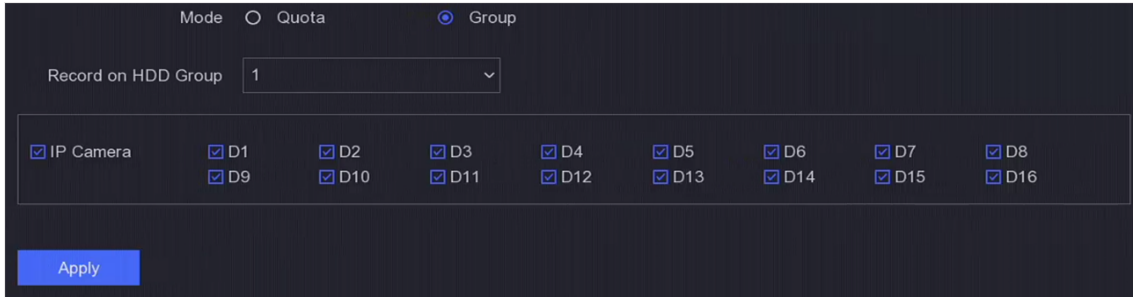 Mode Quota Group
Record on HDD Group 1
IP Camera D1 D2 D3 D4 D5 D6 D7 D8
D9 D10 D11 D12 D13 D14 D15 D16
Apply